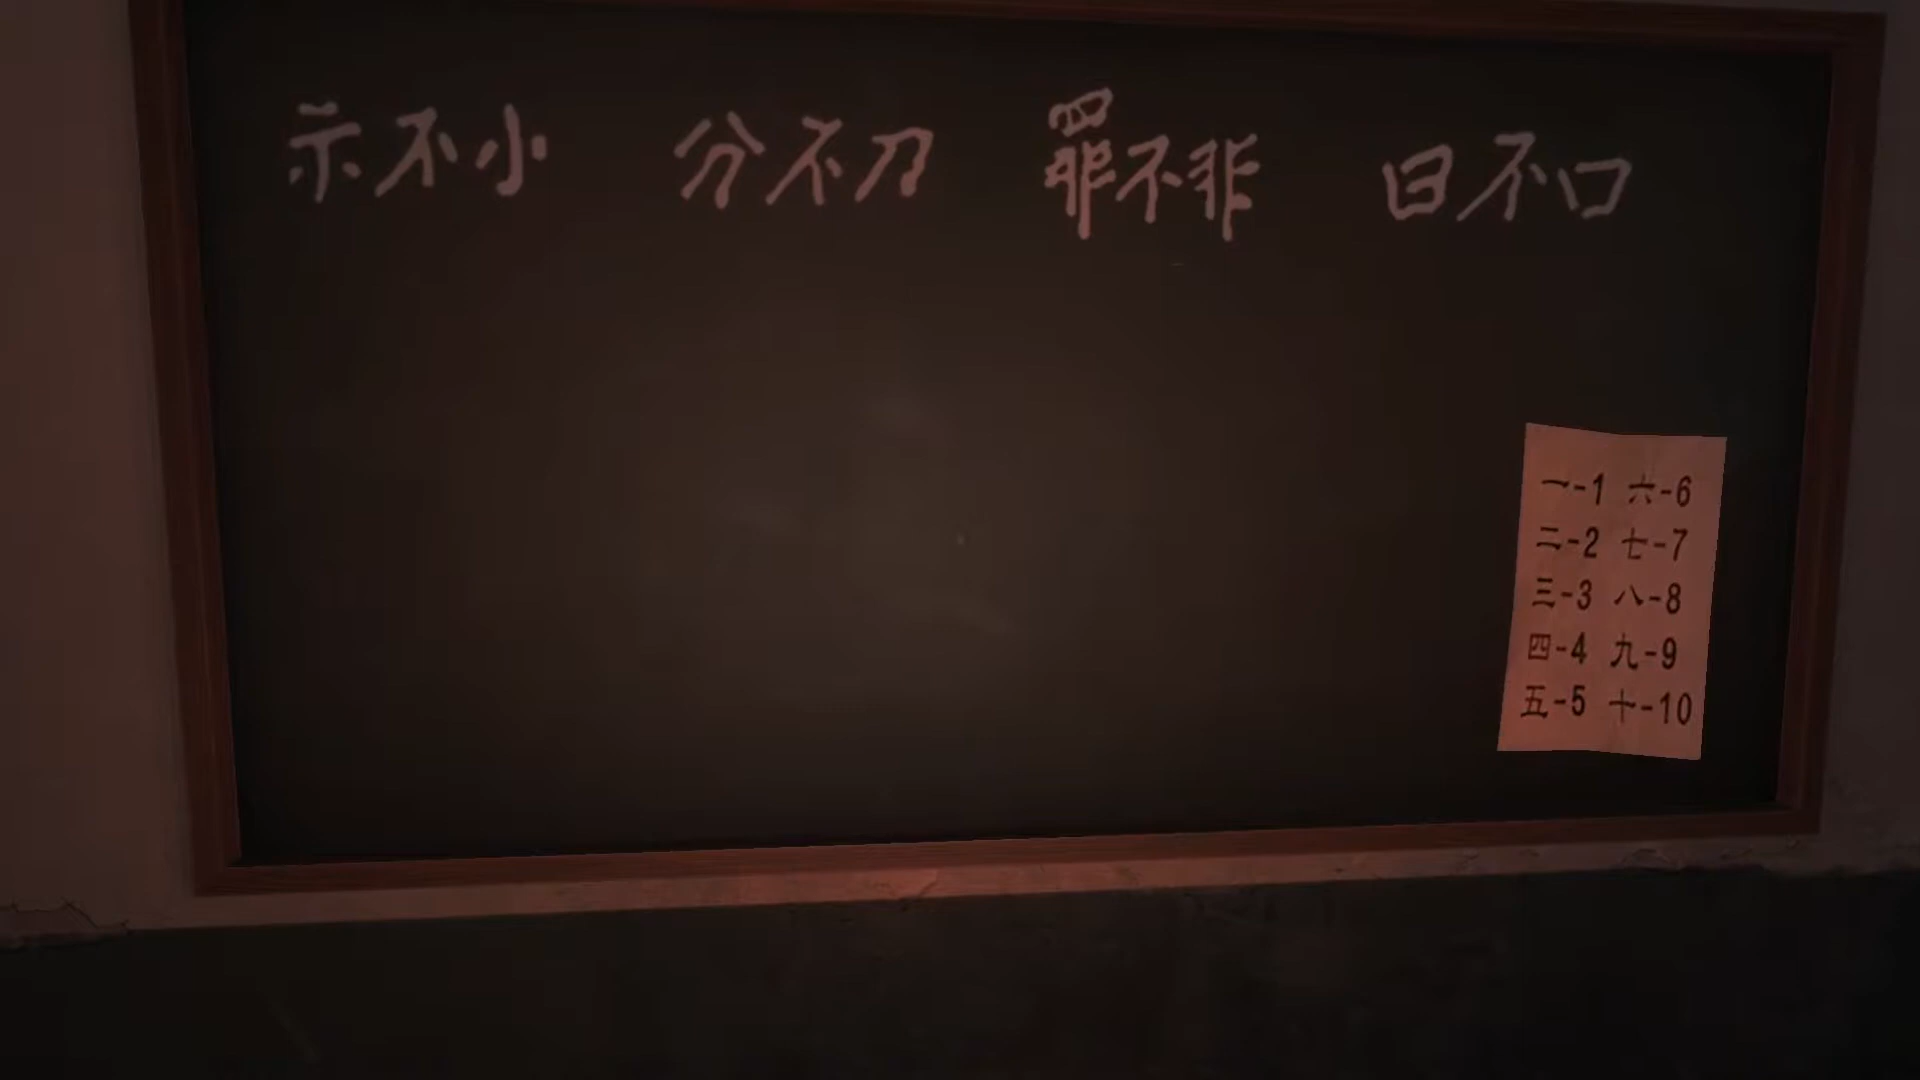 示不小 分不刀 罪不非 日不口
一-1 六-6
二-2 七-7
三-3 八-8
四-4 九-9
五-5 十-10